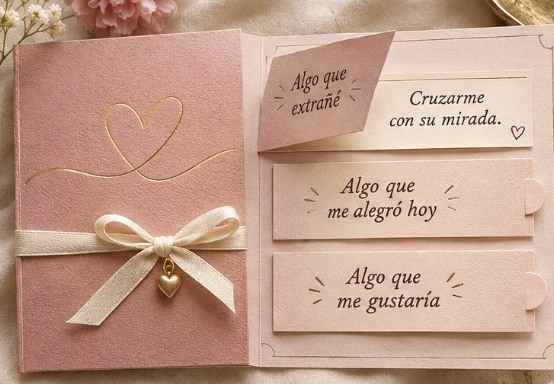 Algo que
extrañé
Cruzarme
con su mirada.
Algo que
me alegró hoy
Algo que
me gustaría